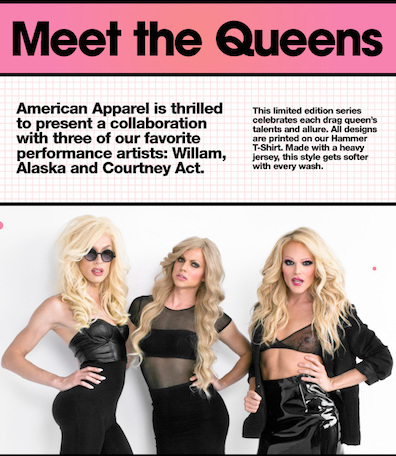 Meet the Queens
American Apparel is thrilled
to present a collaboration
with three of our favorite
performance artists: Willam,
Alaska and Courtney Act.
This limited edition series
celebrates each drag queen's
talents and allure. All designs
are printed on our Hammer
T-Shirt. Made with a heavy
jersey, this style gets softer
with every wash.